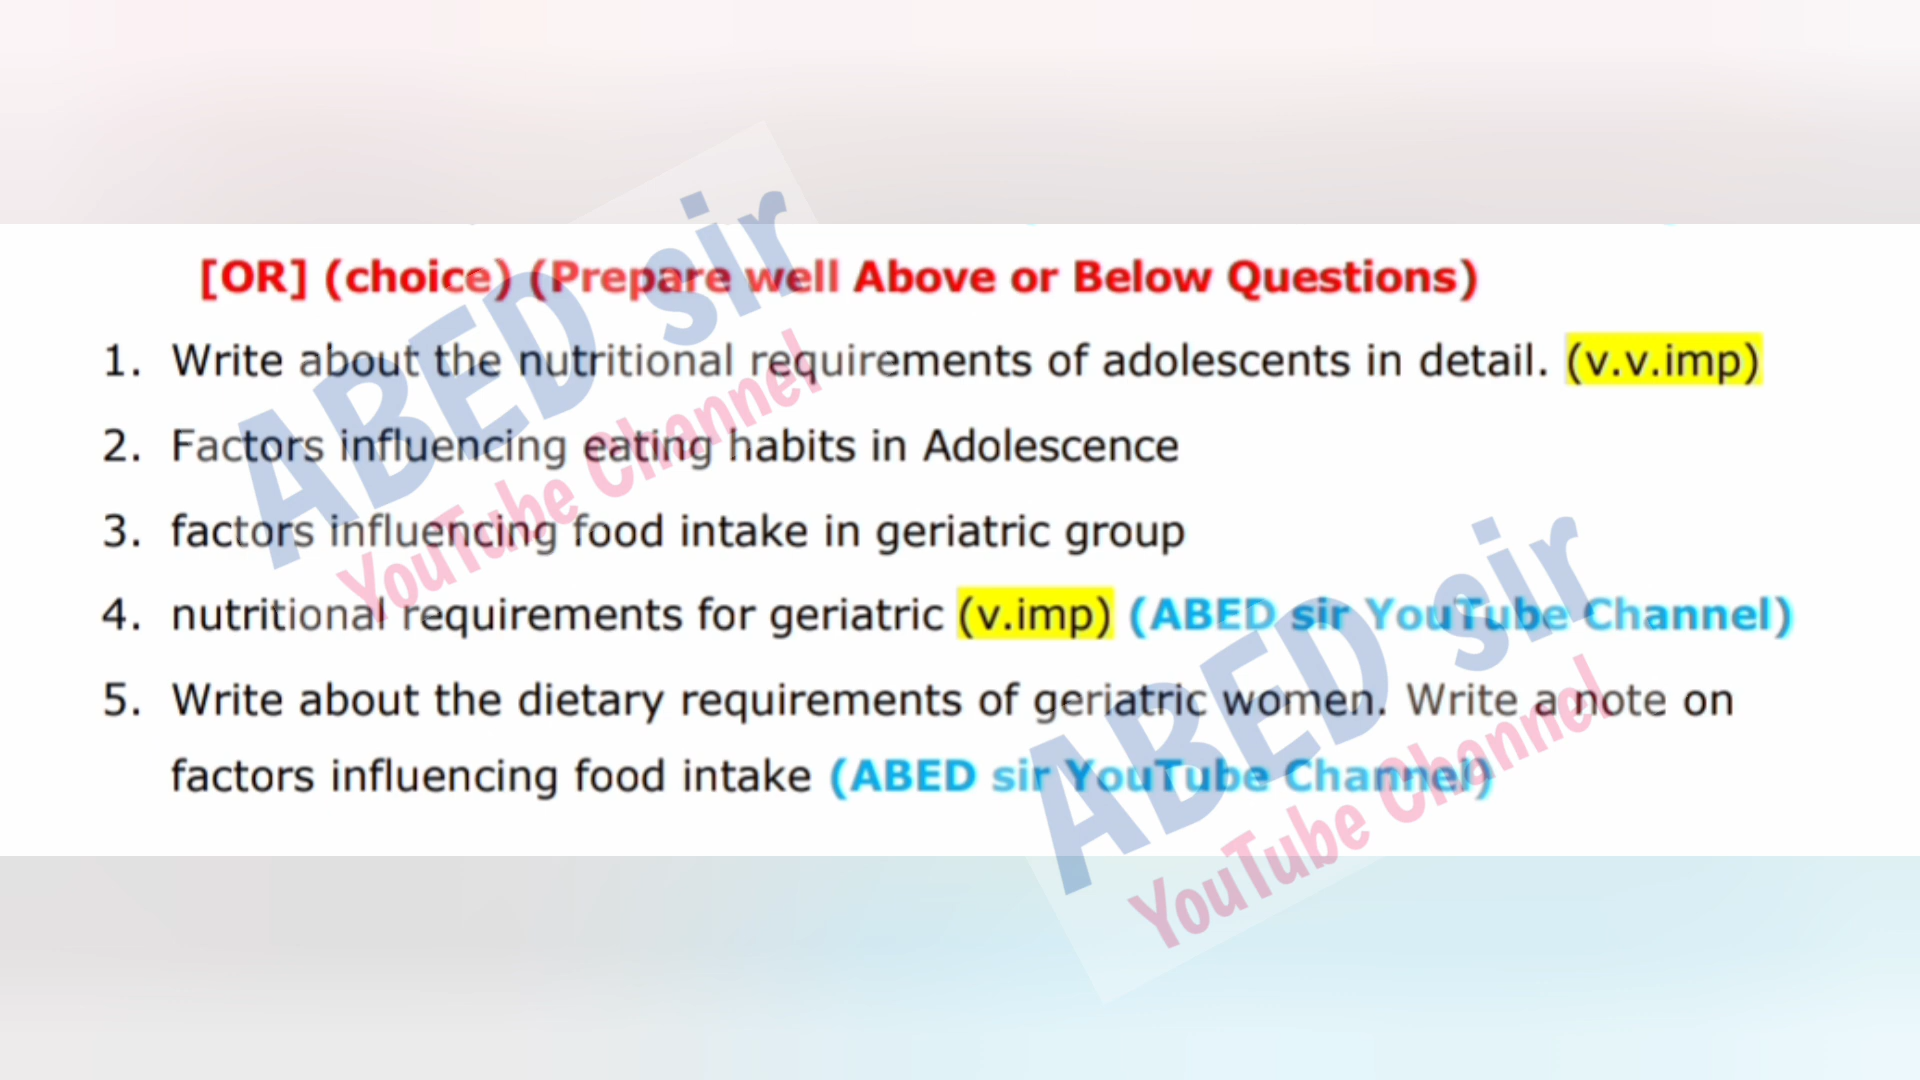 [OR] (choice) (Prepare well Above or Below Questions)
1. Write about the nutritional requirements of adolescents in detail. (v.v.imp)
2. Factors influencing eating habits in Adolescence
3. factors influencing food intake in geriatric group
4. nutritional requirements for geriatric (v.imp) (ABED sir YouTube Channel)
5. Write about the dietary requirements of geriatric women. Write a note on
factors influencing food intake (ABED sir YouTube Channel)
ABED sir
YouTube Channel
ABED sir
YouTube Channel